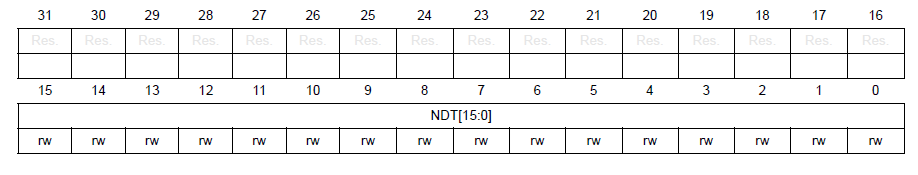 31 30 29 28 27 26 25 24 23 22 21 20 19 18 17 16
Res. Res. Res. Res. Res. Res. Res. Res. Res. Res. Res. Res. Res. Res. Res. Res.
15 14 13 12 11 10 9 8 7 6 5 4 3 2 1 0
NDT[15:0]
rw rw rw rw rw rw rw rw rw rw rw rw rw rw rw rw